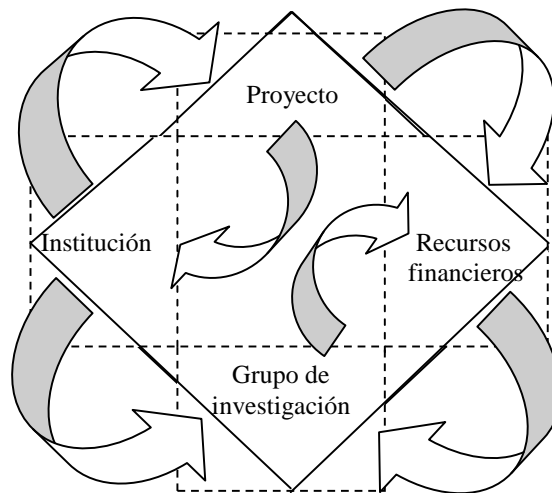 Proyecto
Institución
Recursos
financieros
Grupo de
investigación